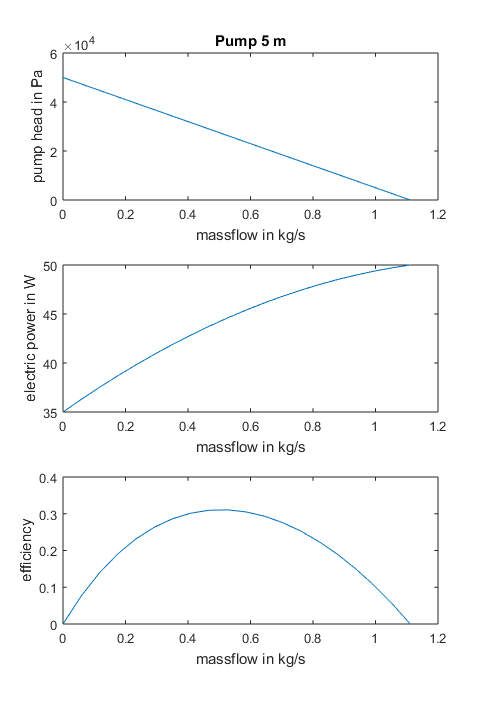 Pump 5 m
×10⁴
6
4
2
0
pump head in Pa
0 0.2 0.4 0.6 0.8 1 1.2
massflow in kg/s
50
45
40
35
electric power in W
0 0.2 0.4 0.6 0.8 1 1.2
massflow in kg/s
0.4
0.3
0.2
0.1
0
efficiency
0 0.2 0.4 0.6 0.8 1 1.2
massflow in kg/s